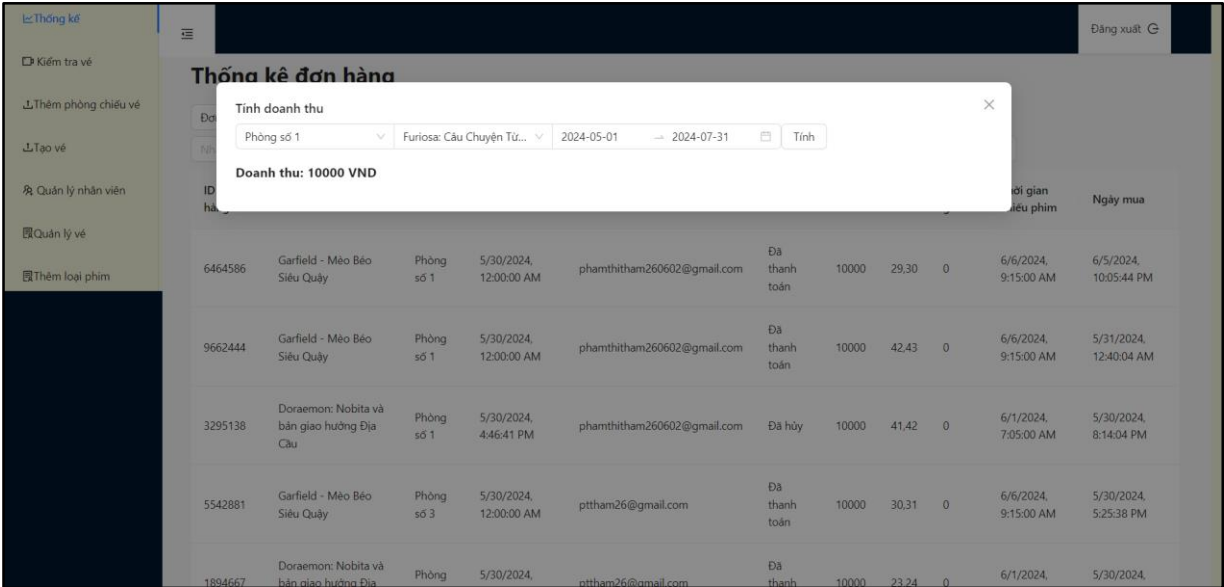 Thống kê
Kiểm tra vé
Thêm phòng chiếu vé
Tạo vé
Quản lý nhân viên
Quản lý vé
Thêm loại phim
Đăng xuất
Thống kê đơn hàng
Tính doanh thu
Phòng số 1 Furiosa: Câu Chuyện Từ... 2024-05-01 → 2024-07-31 Tính
Doanh thu: 10000 VND
ID
chiếu phim Ngày mua
6464586 Garfield - Mèo Béo Siêu Quậy Phòng số 1 5/30/2024, 12:00:00 AM phamthitham260602@gmail.com Đã thanh toán 10000 29,30 0 6/6/2024, 9:15:00 AM 6/5/2024, 10:05:44 PM
9662444 Garfield - Mèo Béo Siêu Quậy Phòng số 1 5/30/2024, 12:00:00 AM phamthitham260602@gmail.com Đã thanh toán 10000 42,43 0 6/6/2024, 9:15:00 AM 5/31/2024, 12:40:04 AM
3295138 Doraemon: Nobita và bản giao hưởng Địa Cầu Phòng số 1 5/30/2024, 4:46:41 PM phamthitham260602@gmail.com Đã hủy 10000 41,42 0 6/1/2024, 7:05:00 AM 5/30/2024, 8:14:04 PM
5542881 Garfield - Mèo Béo Siêu Quậy Phòng số 3 5/30/2024, 12:00:00 AM pttham26@gmail.com Đã thanh toán 10000 30,31 0 6/6/2024, 9:15:00 AM 5/30/2024, 5:25:38 PM
1894667 Doraemon: Nobita và bản giao hưởng Địa Phòng 5/30/2024, pttham26@gmail.com Đã thanh 10000 23,24 0 6/1/2024, 5/30/2024,